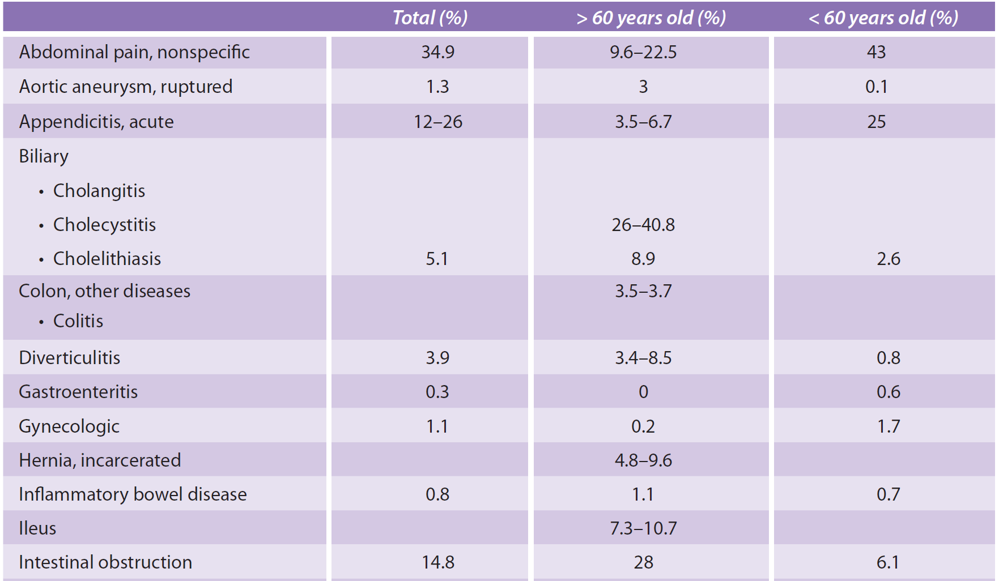 Total (%) > 60 years old (%) < 60 years old (%)
Abdominal pain, nonspecific 34.9 9.6–22.5 43
Aortic aneurysm, ruptured 1.3 3 0.1
Appendicitis, acute 12–26 3.5–6.7 25
Biliary
• Cholangitis
• Cholecystitis 26–40.8
• Cholelithiasis 5.1 8.9 2.6
Colon, other diseases 3.5–3.7
• Colitis
Diverticulitis 3.9 3.4–8.5 0.8
Gastroenteritis 0.3 0 0.6
Gynecologic 1.1 0.2 1.7
Hernia, incarcerated 4.8–9.6
Inflammatory bowel disease 0.8 1.1 0.7
Ileus 7.3–10.7
Intestinal obstruction 14.8 28 6.1